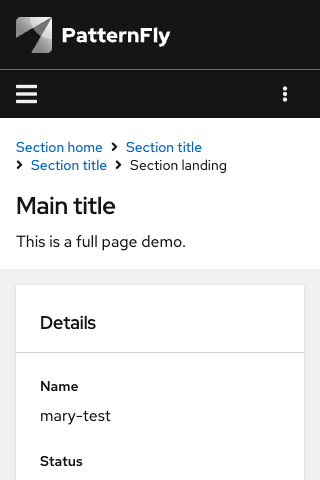 PatternFly
Section home > Section title
> Section title > Section landing
Main title
This is a full page demo.
Details
Name
mary-test
Status